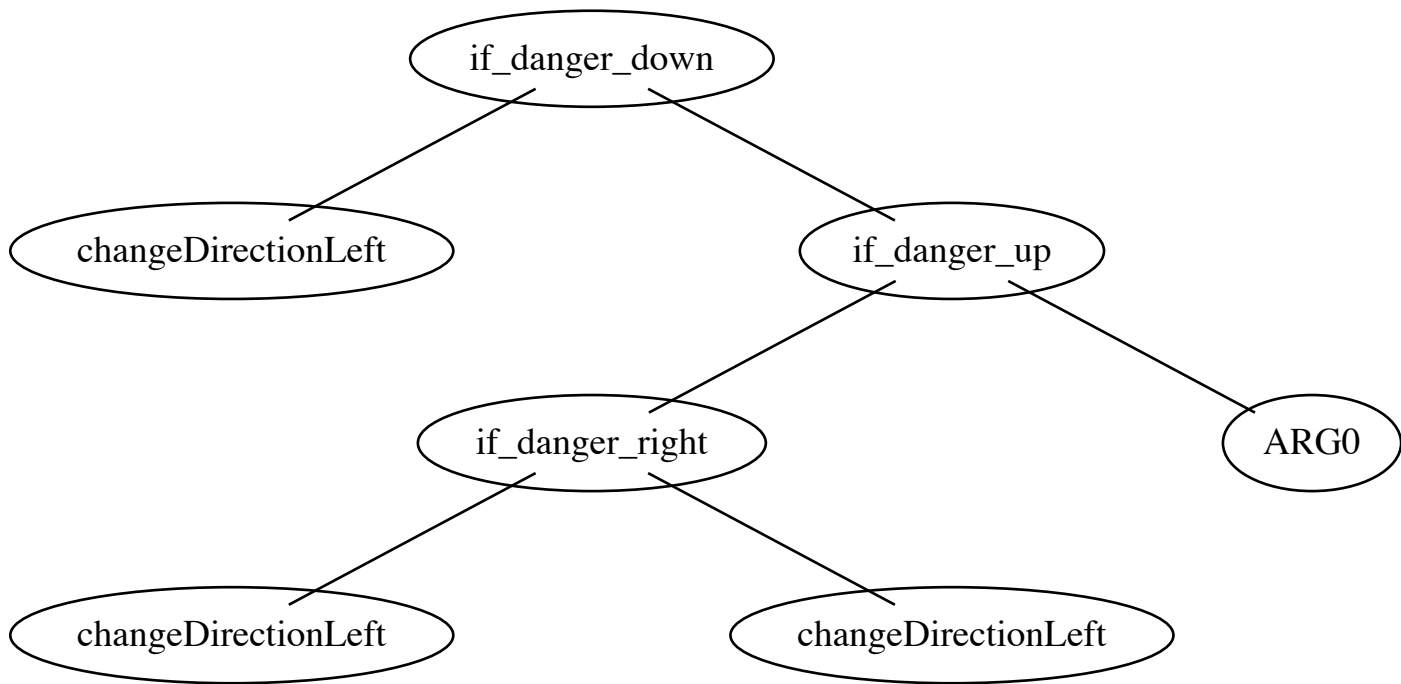 if_danger_down
changeDirectionLeft
if_danger_up
if_danger_right
ARG0
changeDirectionLeft
changeDirectionLeft